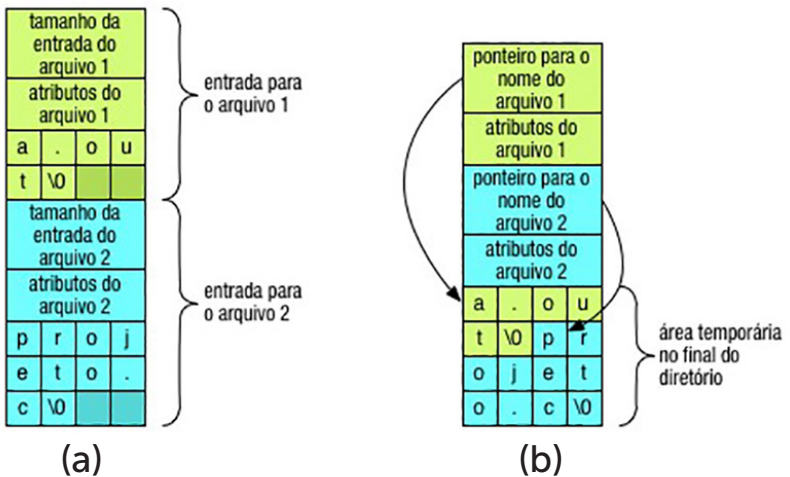 tamanho da
entrada do
arquivo 1
atributos do
arquivo 1
a . o u
t \0
entrada para
o arquivo 1
tamanho da
entrada do
arquivo 2
atributos do
arquivo 2
p r o j
e t o .
c \0
entrada para
o arquivo 2
(a)
ponteiro para o
nome do
arquivo 1
atributos do
arquivo 1
ponteiro para o
nome do
arquivo 2
atributos do
arquivo 2
a . o u
t \0 p r
o j e t
o . c \0
área temporária
no final do
diretório
(b)